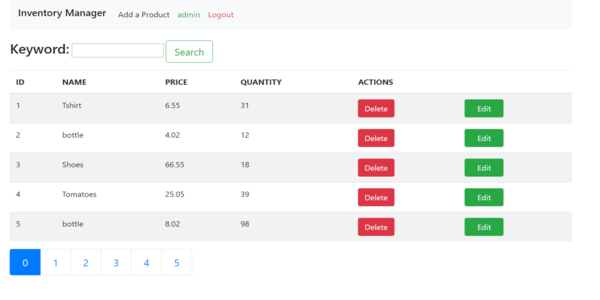 Inventory Manager Add a Product admin Logout
Keyword: Search
ID NAME PRICE QUANTITY ACTIONS
1 Tshirt 6.55 31 Delete Edit
2 bottle 4.02 12 Delete Edit
3 Shoes 66.55 18 Delete Edit
4 Tomatoes 25.05 39 Delete Edit
5 bottle 8.02 98 Delete Edit
0 1 2 3 4 5